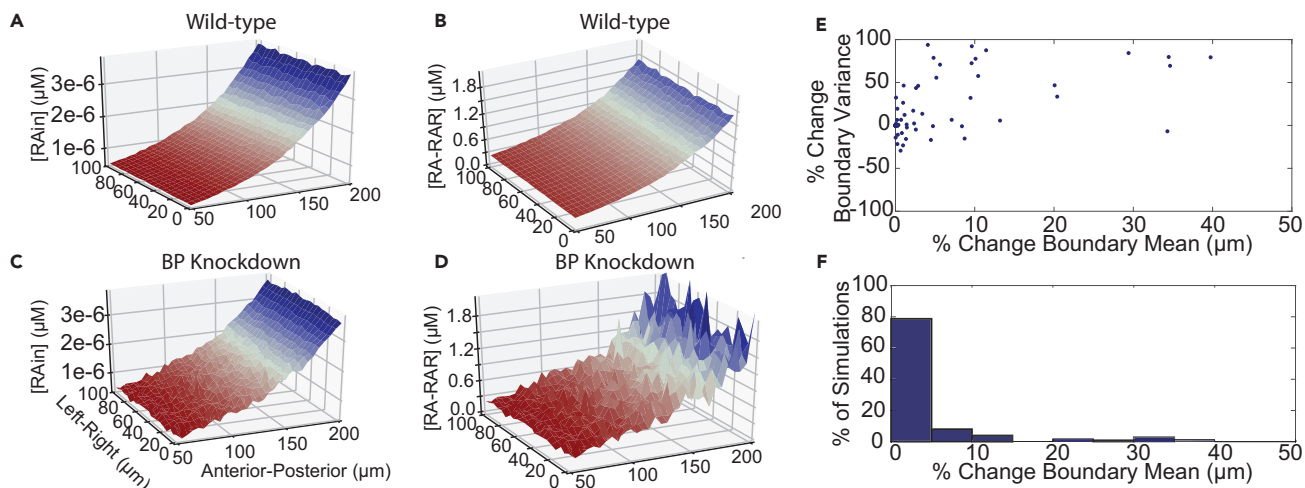 A
Wild-type
[RAin] (µM)
3e-6
2e-6
1e-6
100
80
60
40
20
0
50
100
150
200
B
Wild-type
[RA-RAR] (µM)
1.8
1.2
0.6
0.0
100
80
60
40
20
0
50
100
150
200
C
BP Knockdown
[RAin] (µM)
3e-6
2e-6
1e-6
100
80
60
40
20
0
50
100
150
200
Left-Right (µm)
Anterior-Posterior (µm)
D
BP Knockdown
[RA-RAR] (µM)
1.8
1.2
0.6
0.0
100
80
60
40
20
0
50
100
150
200
E
% Change
Boundary Variance
100
50
0
-50
-100
0
10
20
30
40
50
% Change Boundary Mean (µm)
F
% of Simulations
100
80
60
40
20
0
0
10
20
30
40
50
% Change Boundary Mean (µm)